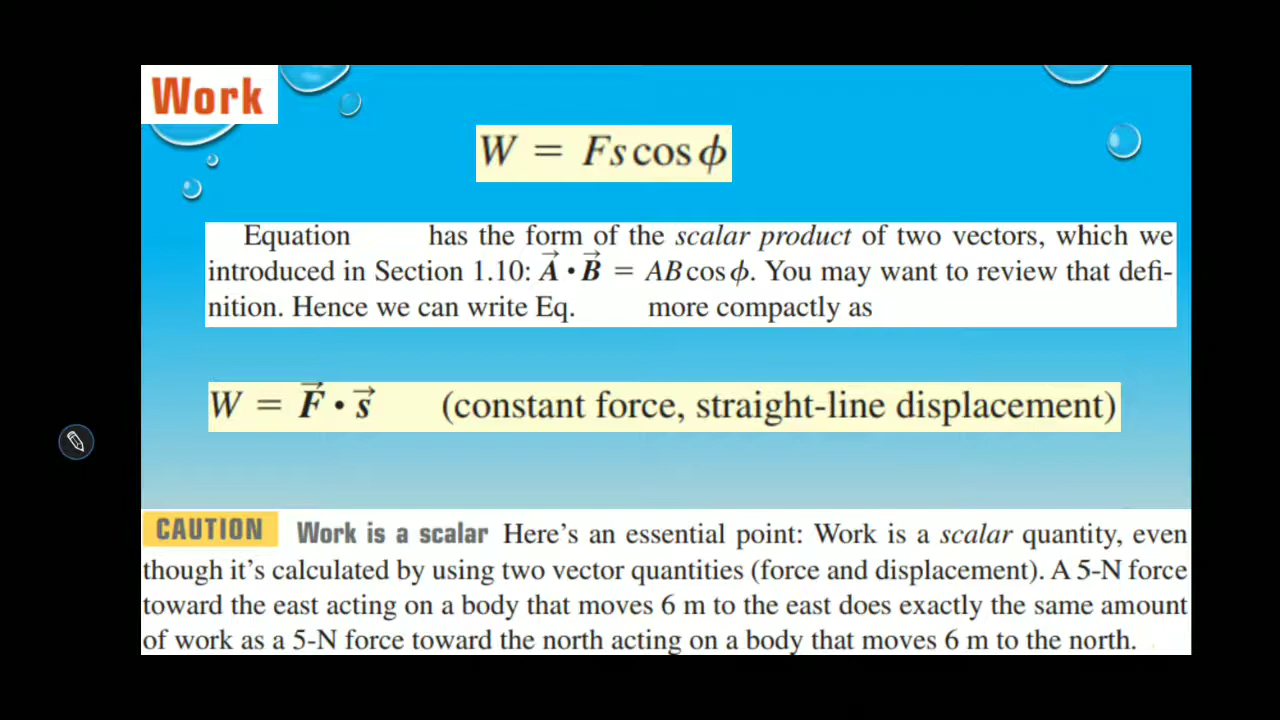 Work
W = Fs cos ϕ
Equation has the form of the scalar product of two vectors, which we
introduced in Section 1.10: A⃗ • B⃗ = AB cos ϕ. You may want to review that defi-
nition. Hence we can write Eq. more compactly as
W = F⃗ • s⃗ (constant force, straight-line displacement)
CAUTION Work is a scalar Here's an essential point: Work is a scalar quantity, even
though it's calculated by using two vector quantities (force and displacement). A 5-N force
toward the east acting on a body that moves 6 m to the east does exactly the same amount
of work as a 5-N force toward the north acting on a body that moves 6 m to the north.